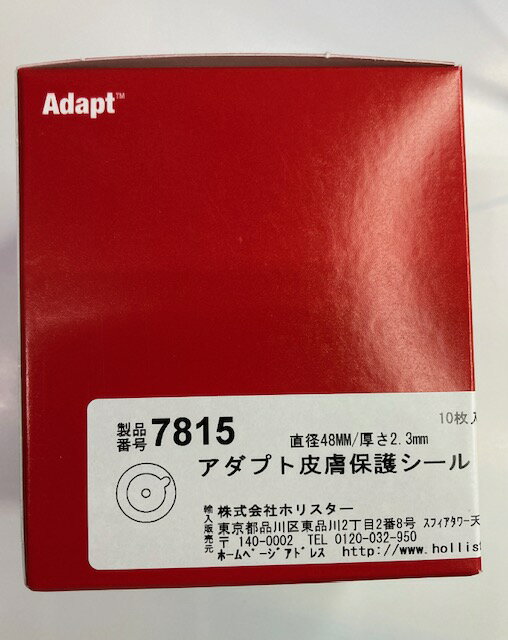 Adapt™
製品番号 7815
10枚入
直径48MM/厚さ2.3mm
アダプト皮膚保護シール
輸入販売元
株式会社ホリスター
東京都品川区東品川2丁目2番8号 スフィアタワー天
〒 140-0002 TEL 0120-032-950
ホームページアドレス http://www.hollis